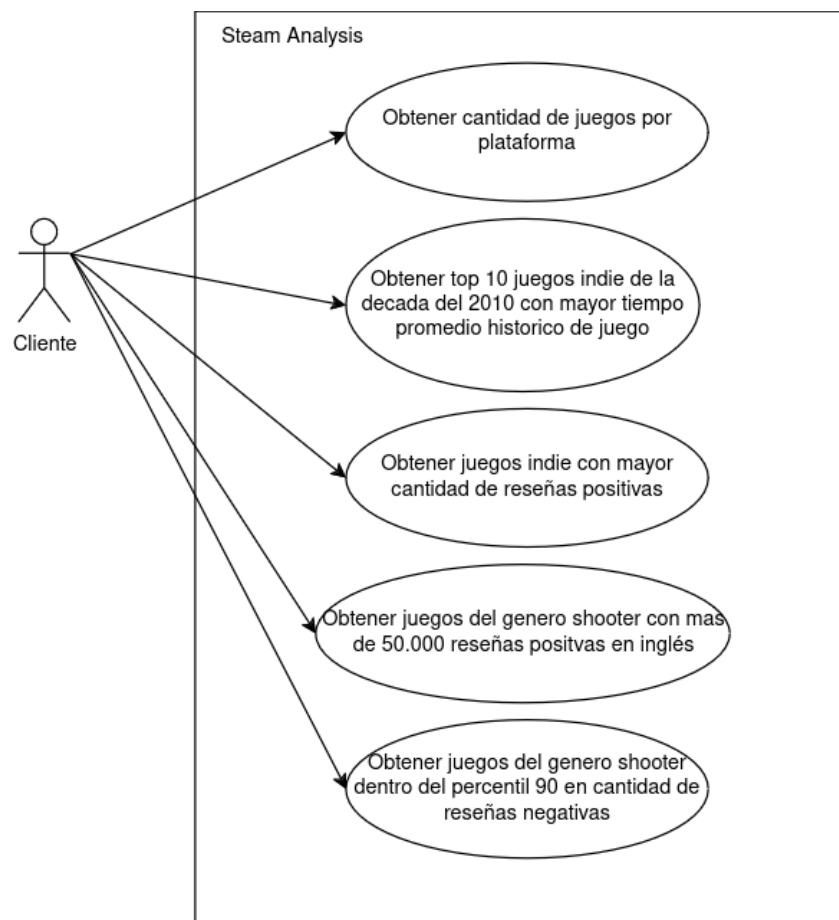 Steam Analysis
Obtener cantidad de juegos por
plataforma
Obtener top 10 juegos indie de la
decada del 2010 con mayor tiempo
promedio historico de juego
Cliente
Obtener juegos indie con mayor
cantidad de reseñas positivas
Obtener juegos del genero shooter con mas
de 50.000 reseñas positvas en inglés
Obtener juegos del genero shooter
dentro del percentil 90 en cantidad de
reseñas negativas